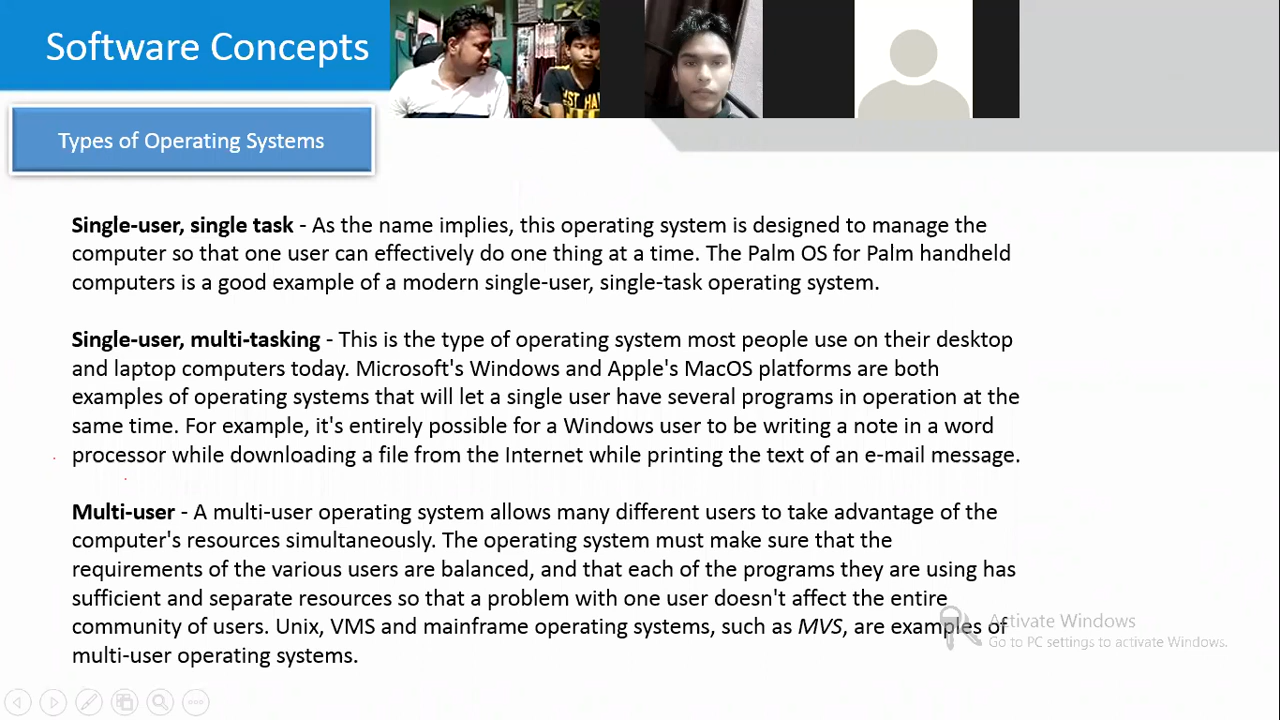 Software Concepts
Types of Operating Systems
Single-user, single task - As the name implies, this operating system is designed to manage the
computer so that one user can effectively do one thing at a time. The Palm OS for Palm handheld
computers is a good example of a modern single-user, single-task operating system.
Single-user, multi-tasking - This is the type of operating system most people use on their desktop
and laptop computers today. Microsoft's Windows and Apple's MacOS platforms are both
examples of operating systems that will let a single user have several programs in operation at the
same time. For example, it's entirely possible for a Windows user to be writing a note in a word
processor while downloading a file from the Internet while printing the text of an e-mail message.
Multi-user - A multi-user operating system allows many different users to take advantage of the
computer's resources simultaneously. The operating system must make sure that the
requirements of the various users are balanced, and that each of the programs they are using has
sufficient and separate resources so that a problem with one user doesn't affect the entire
community of users. Unix, VMS and mainframe operating systems, such as MVS, are examples of
multi-user operating systems.
Activate Windows
Go to PC settings to activate Windows.